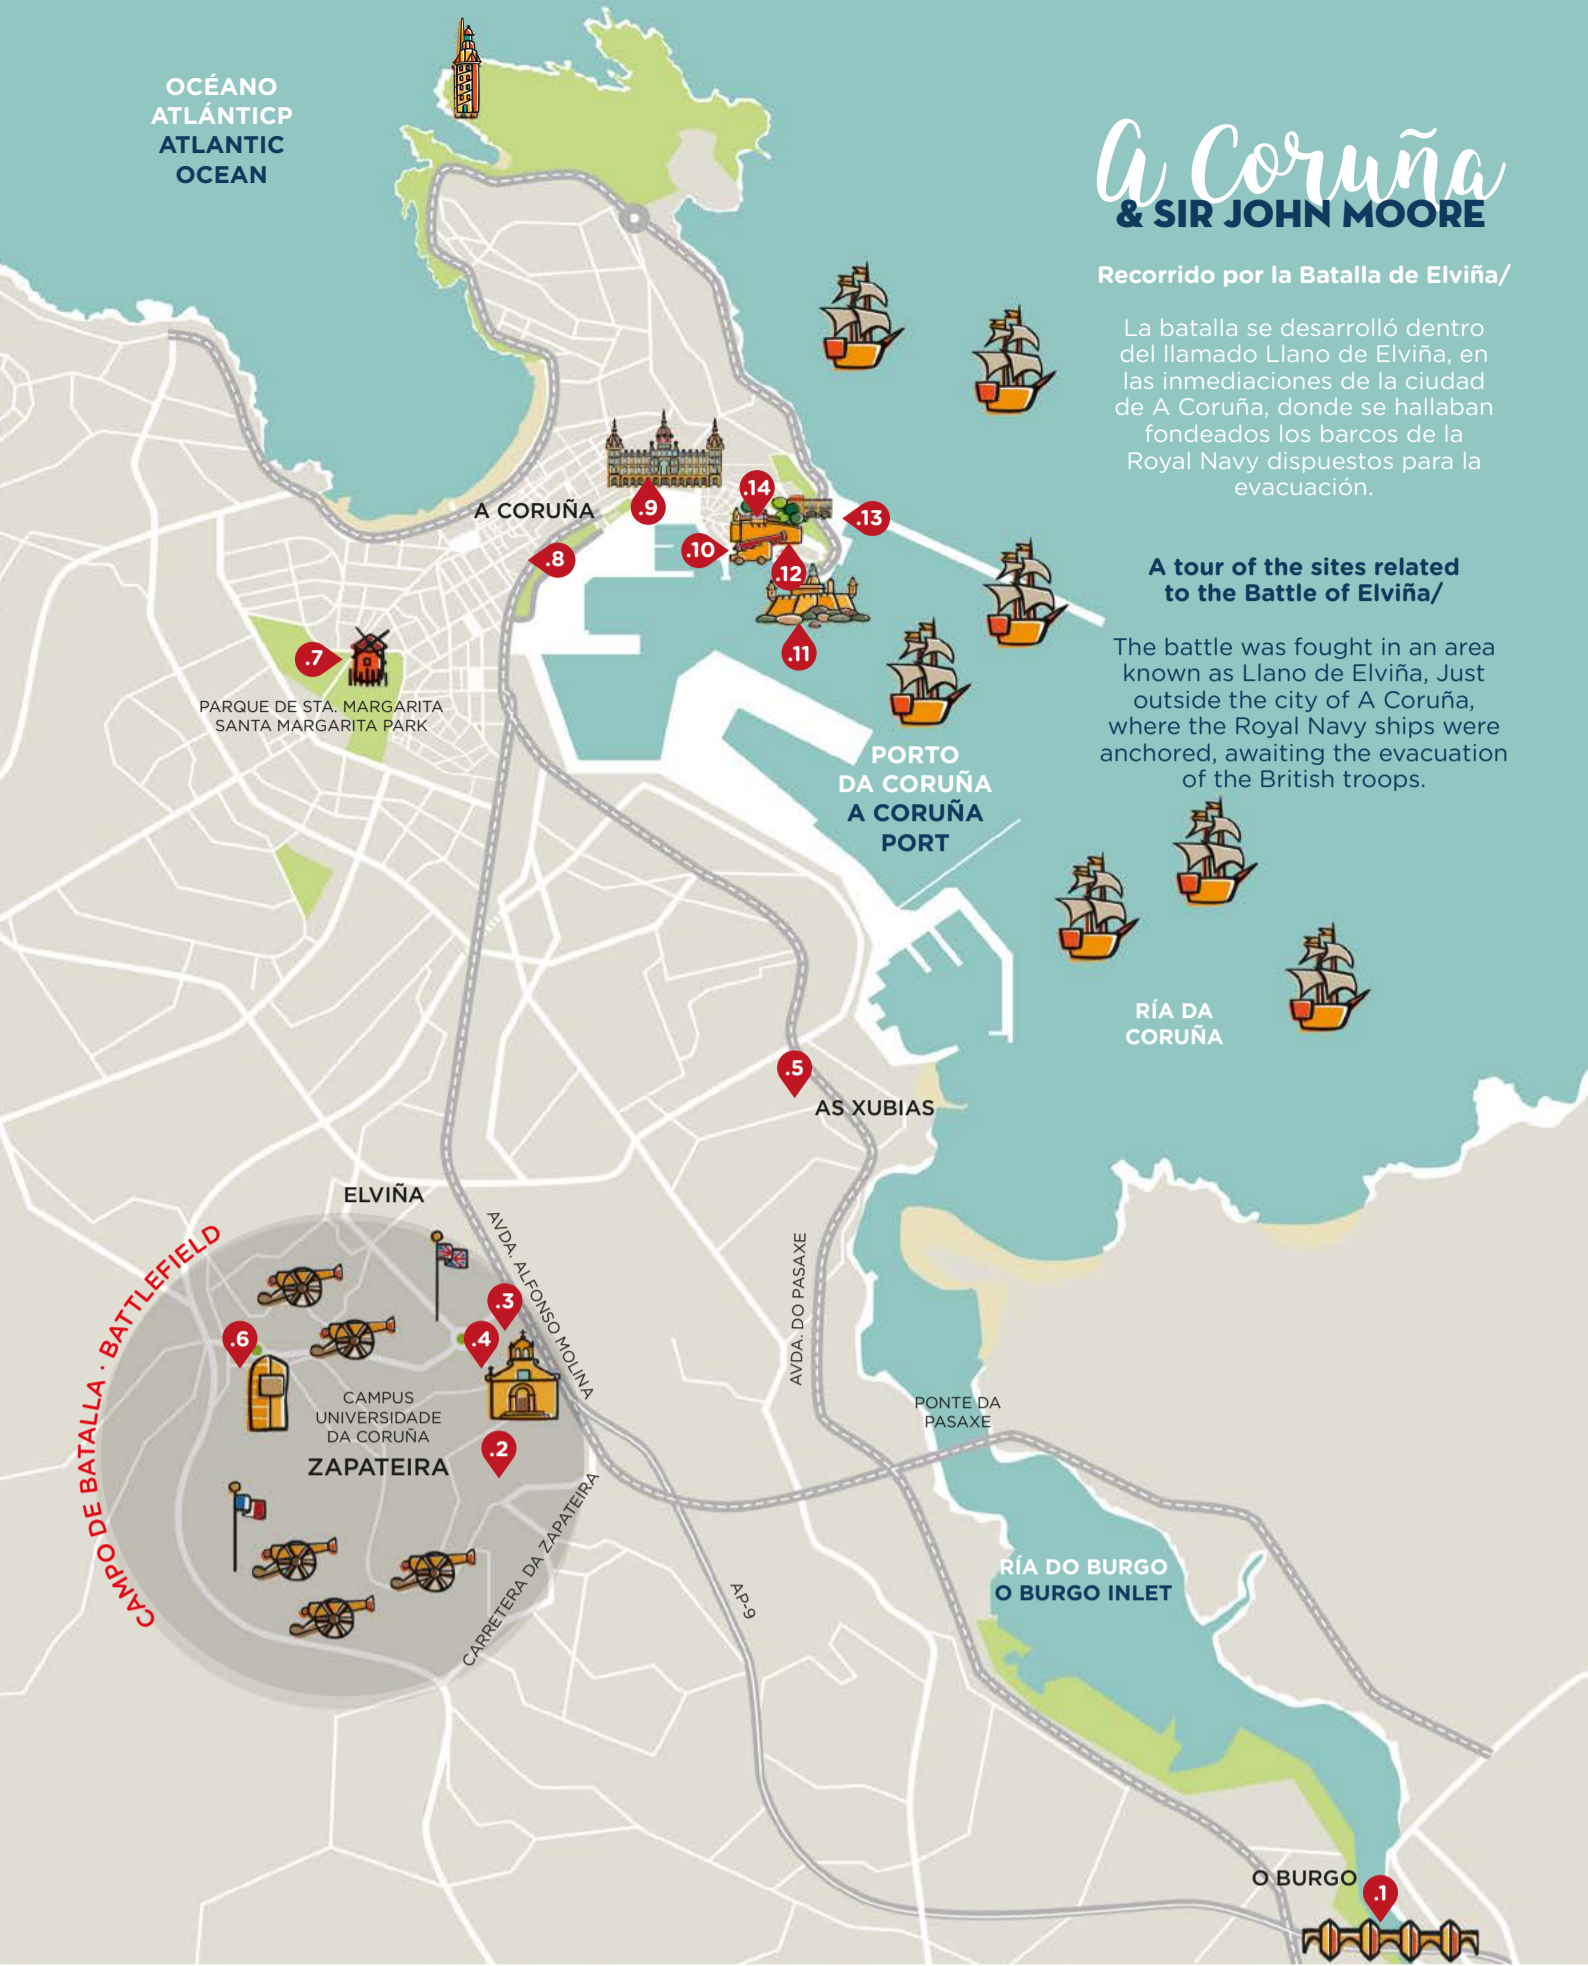 OCÉANO
ATLÁNTICP
ATLANTIC
OCEAN
A Coruña
& SIR JOHN MOORE
Recorrido por la Batalla de Elviña/
La batalla se desarrolló dentro
del llamado Llano de Elviña, en
las inmediaciones de la ciudad
de A Coruña, donde se hallaban
fondeados los barcos de la
Royal Navy dispuestos para la
evacuación.
A tour of the sites related
to the Battle of Elviña/
The battle was fought in an area
known as Llano de Elviña, Just
outside the city of A Coruña,
where the Royal Navy ships were
anchored, awaiting the evacuation
of the British troops.
.14
A CORUÑA
.9
.13
.10
.8
.12
.11
.7
PARQUE DE STA. MARGARITA
SANTA MARGARITA PARK
PORTO
DA CORUÑA
A CORUÑA
PORT
RÍA DA
CORUÑA
.5
AS XUBIAS
ELVIÑA
CAMPO DE BATALLA · BATTLEFIELD
AVDA. ALFONSO MOLINA
AVDA. DO PASAXE
.3
.6
.4
CAMPUS
UNIVERSIDADE
DA CORUÑA
ZAPATEIRA
.2
PONTE DA
PASAXE
CARRETERA DA ZAPATEIRA
AP-9
RÍA DO BURGO
O BURGO INLET
O BURGO
.1